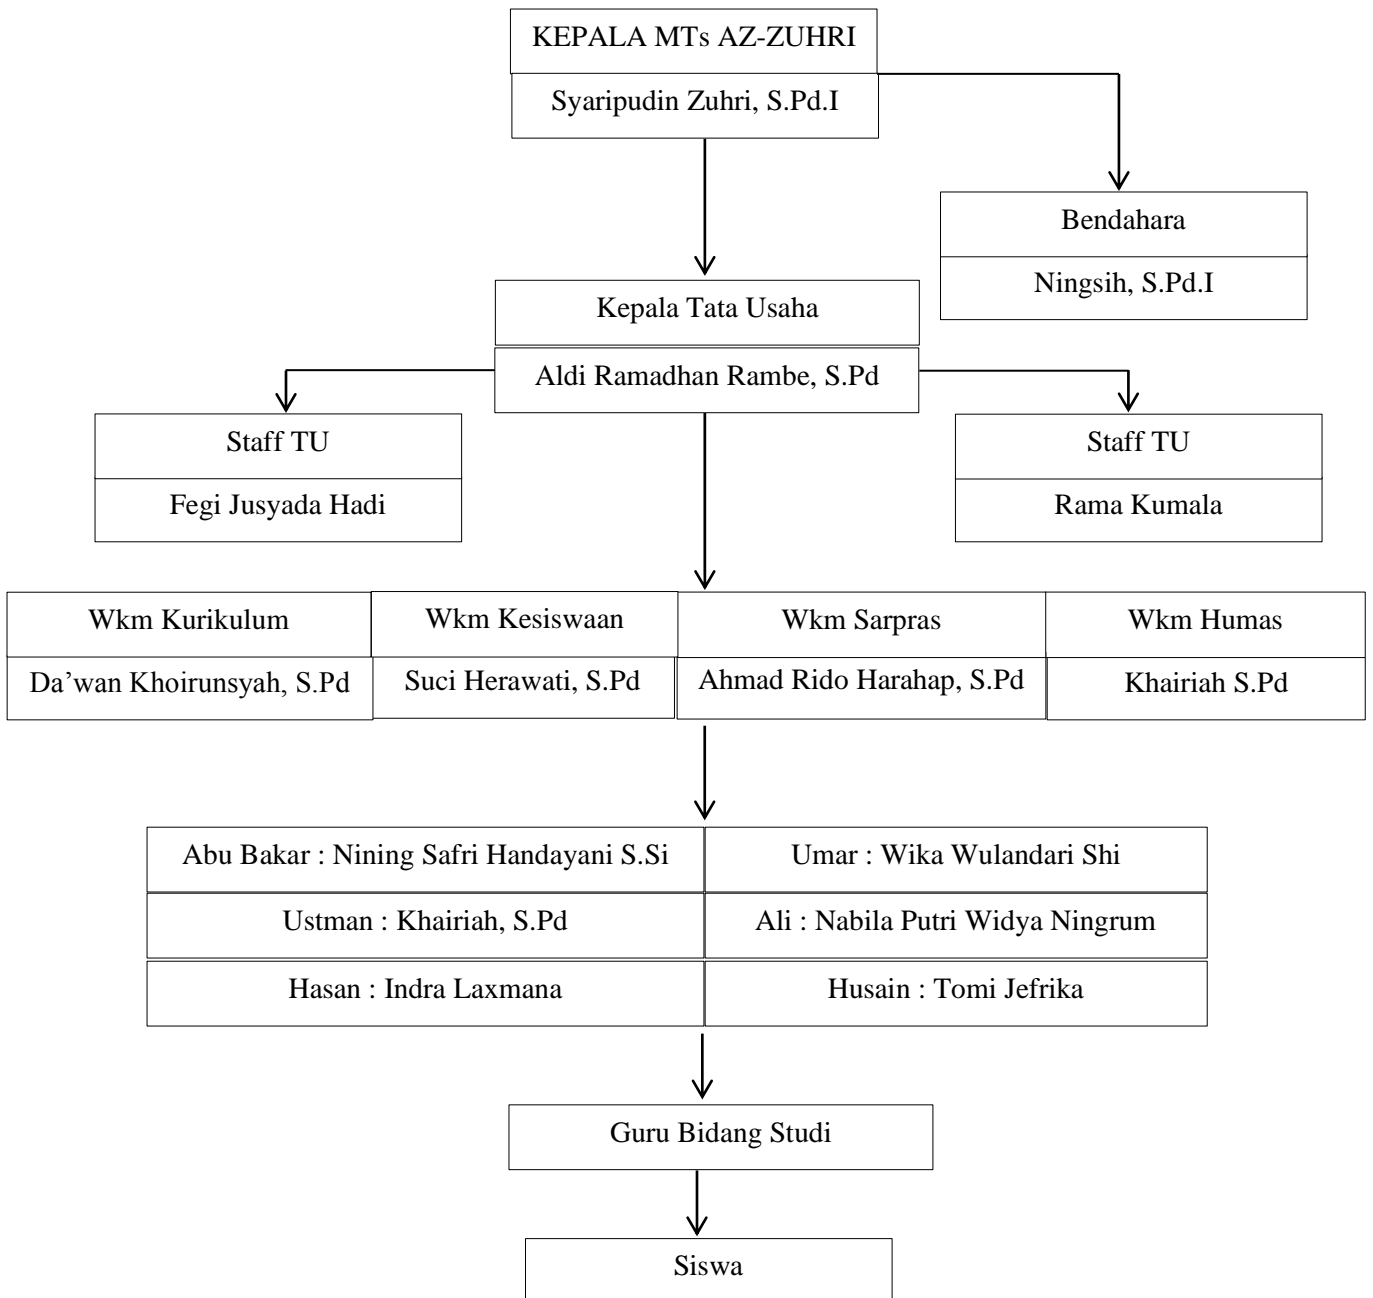 KEPALA MTs AZ-ZUHRI
Syaripudin Zuhri, S.Pd.I
Bendahara
Ningsih, S.Pd.I
Kepala Tata Usaha
Aldi Ramadhan Rambe, S.Pd
Staff TU
Fegi Jusyada Hadi
Staff TU
Rama Kumala
Wkm Kurikulum
Da’wan Khoirunsyah, S.Pd
Wkm Kesiswaan
Suci Herawati, S.Pd
Wkm Sarpras
Ahmad Rido Harahap, S.Pd
Wkm Humas
Khairiah S.Pd
Abu Bakar : Nining Safri Handayani S.Si
Umar : Wika Wulandari Shi
Ustman : Khairiah, S.Pd
Ali : Nabila Putri Widya Ningrum
Hasan : Indra Laxmana
Husain : Tomi Jefrika
Guru Bidang Studi
Siswa